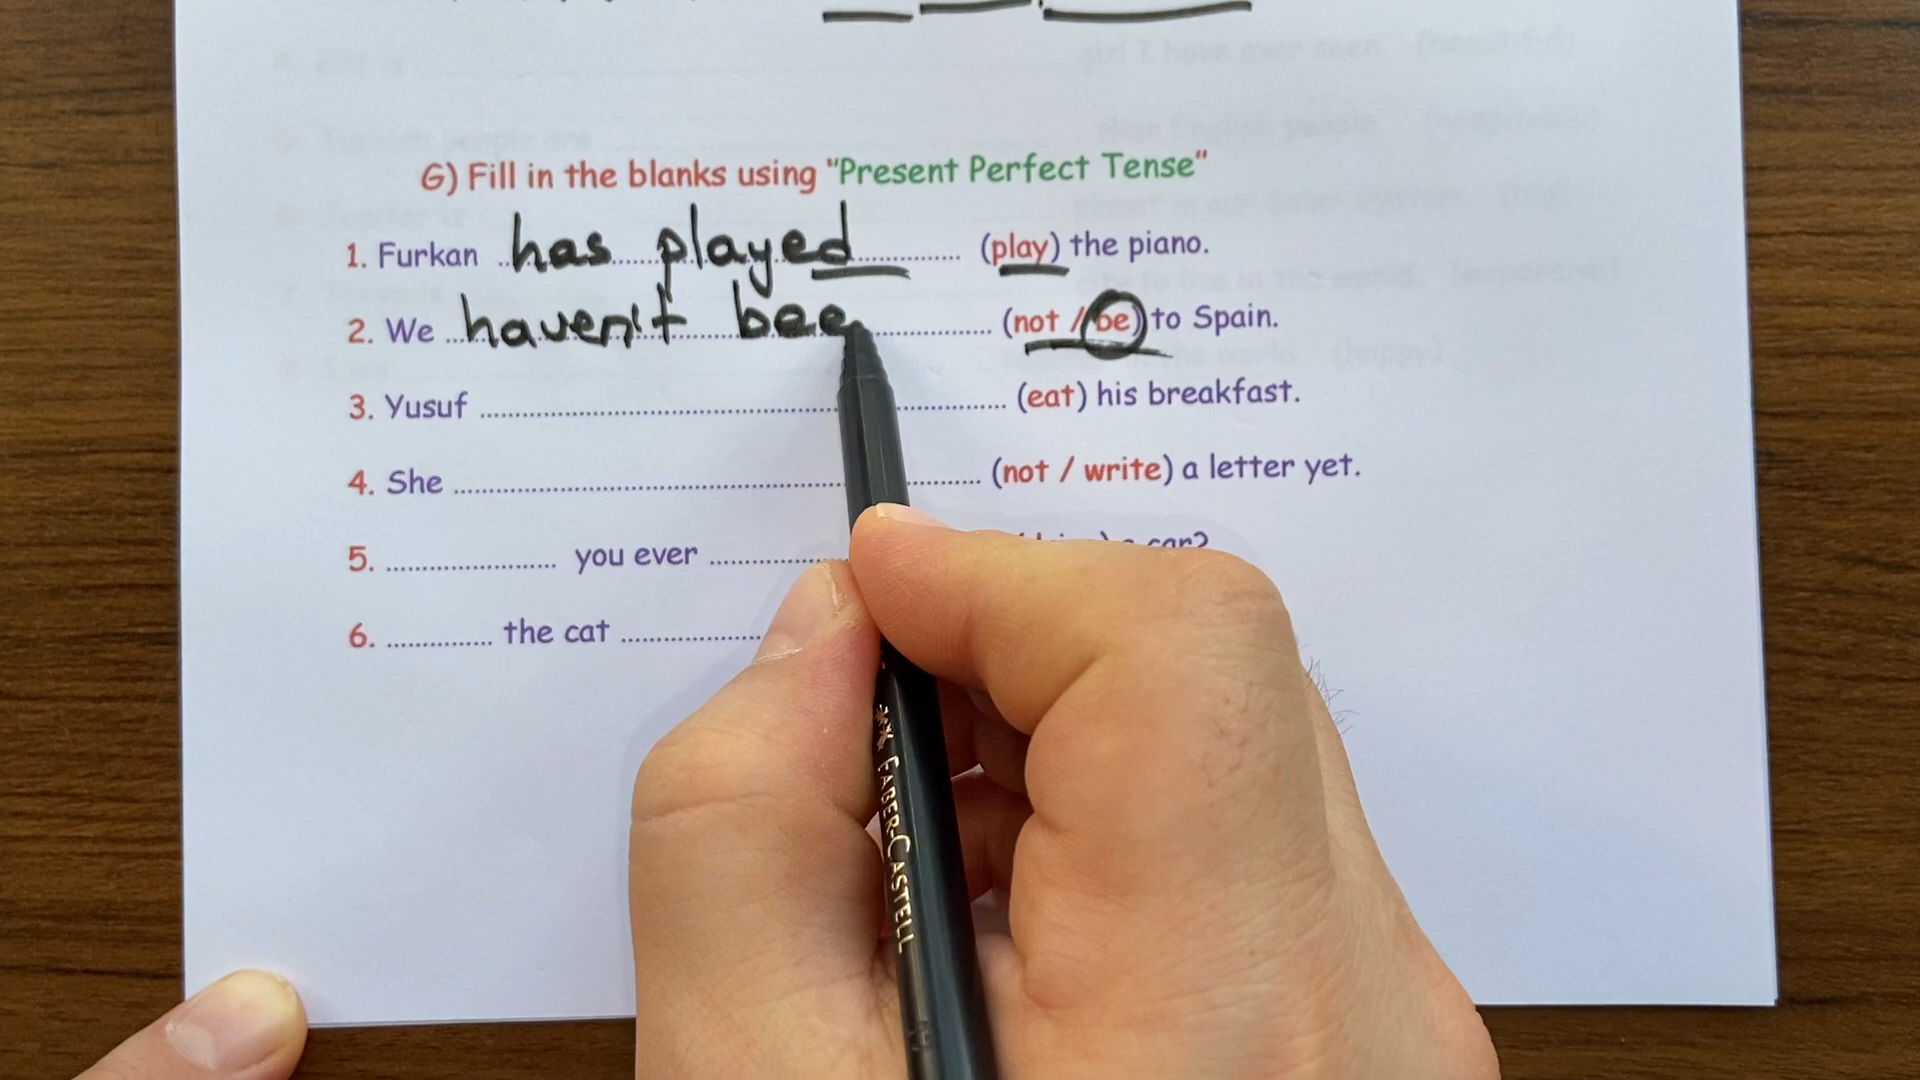 G) Fill in the blanks using "Present Perfect Tense"
1. Furkan has played (play) the piano.
2. We haven't bee (not / be) to Spain.
3. Yusuf (eat) his breakfast.
4. She (not / write) a letter yet.
5. you ever car?
6. the cat
FABER-CASTELL